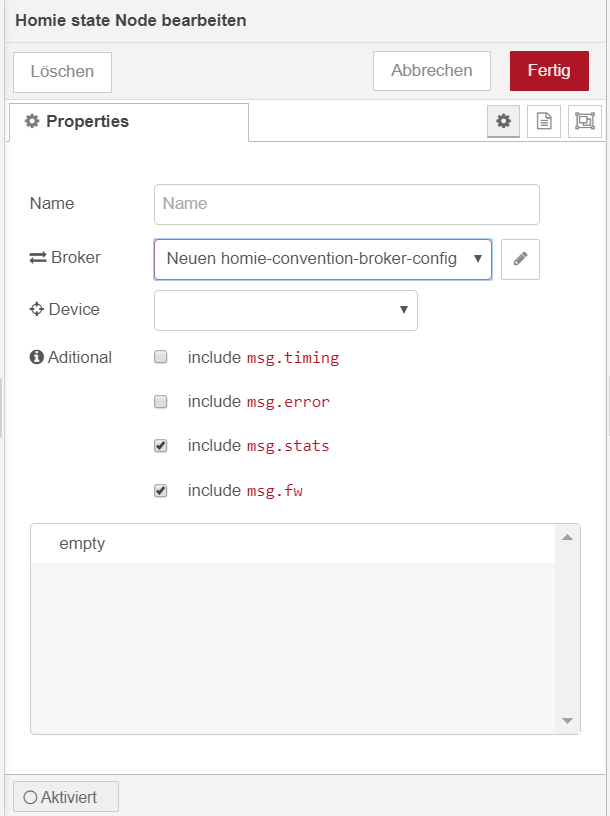 Homie state Node bearbeiten
Löschen
Abbrechen
Fertig
Properties
Name
Name
Broker
Neuen homie-convention-broker-config
Device
Aditional
include msg.timing
include msg.error
include msg.stats
include msg.fw
empty
Aktiviert